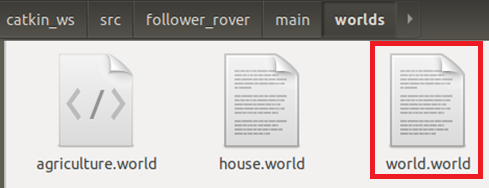 catkin_ws src follower_rover main worlds
</>
agriculture.world house.world world.world